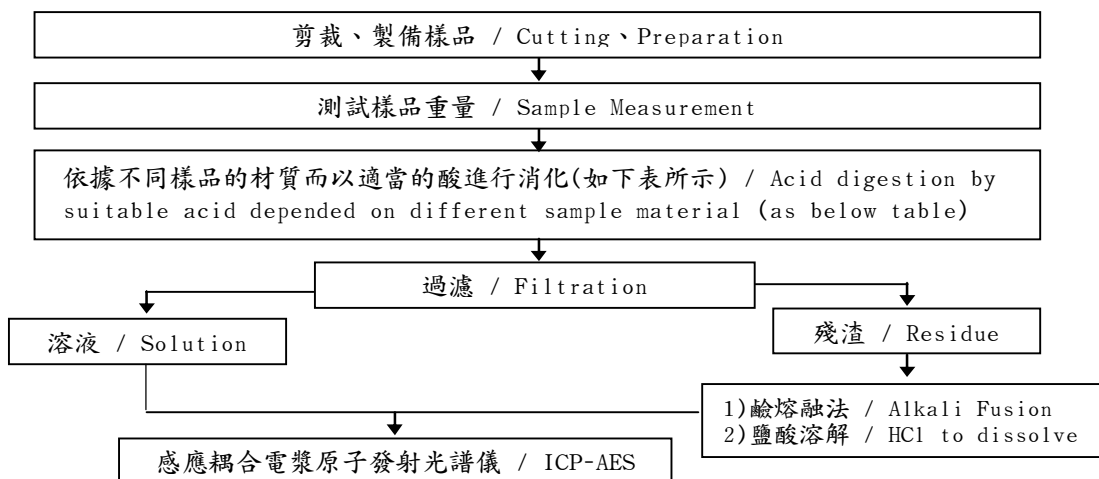 剪裁、製備樣品 / Cutting、Preparation
測試樣品重量 / Sample Measurement
依據不同樣品的材質而以適當的酸進行消化(如下表所示) / Acid digestion by
suitable acid depended on different sample material (as below table)
過濾 / Filtration
溶液 / Solution
殘渣 / Residue
1)鹼熔融法 / Alkali Fusion
2)鹽酸溶解 / HCl to dissolve
感應耦合電漿原子發射光譜儀 / ICP-AES